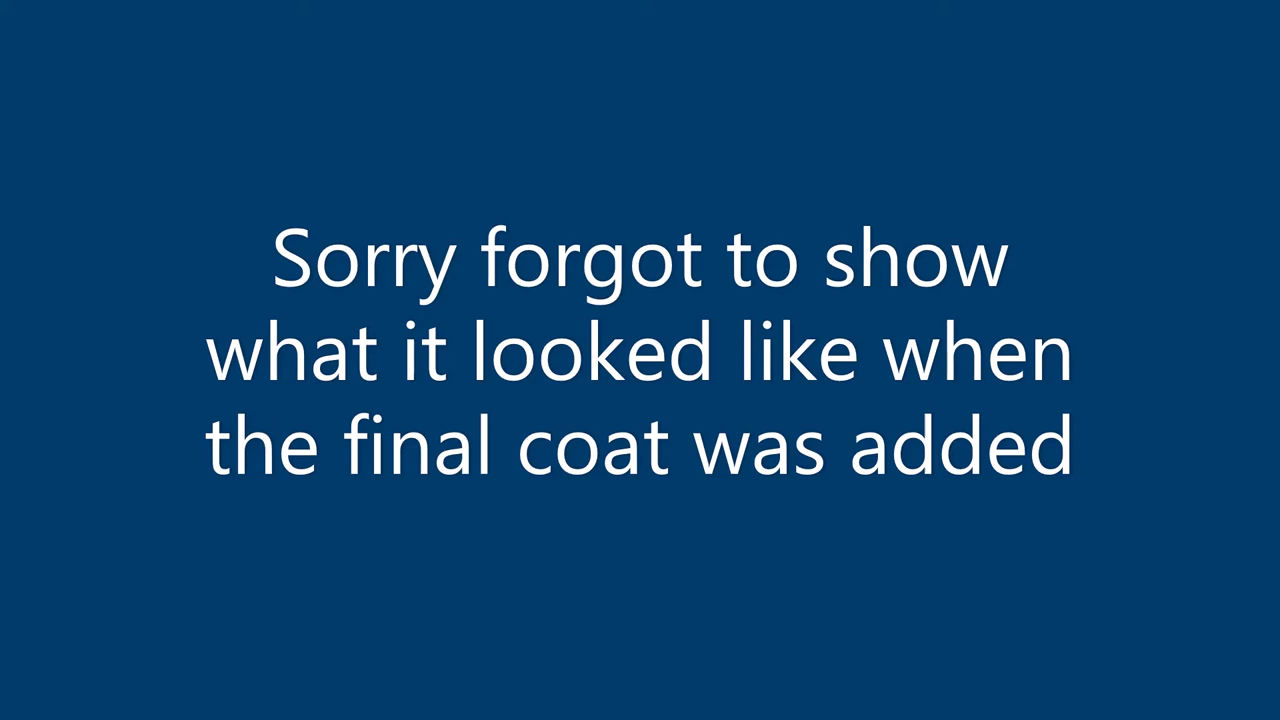 Sorry forgot to show
what it looked like when
the final coat was added